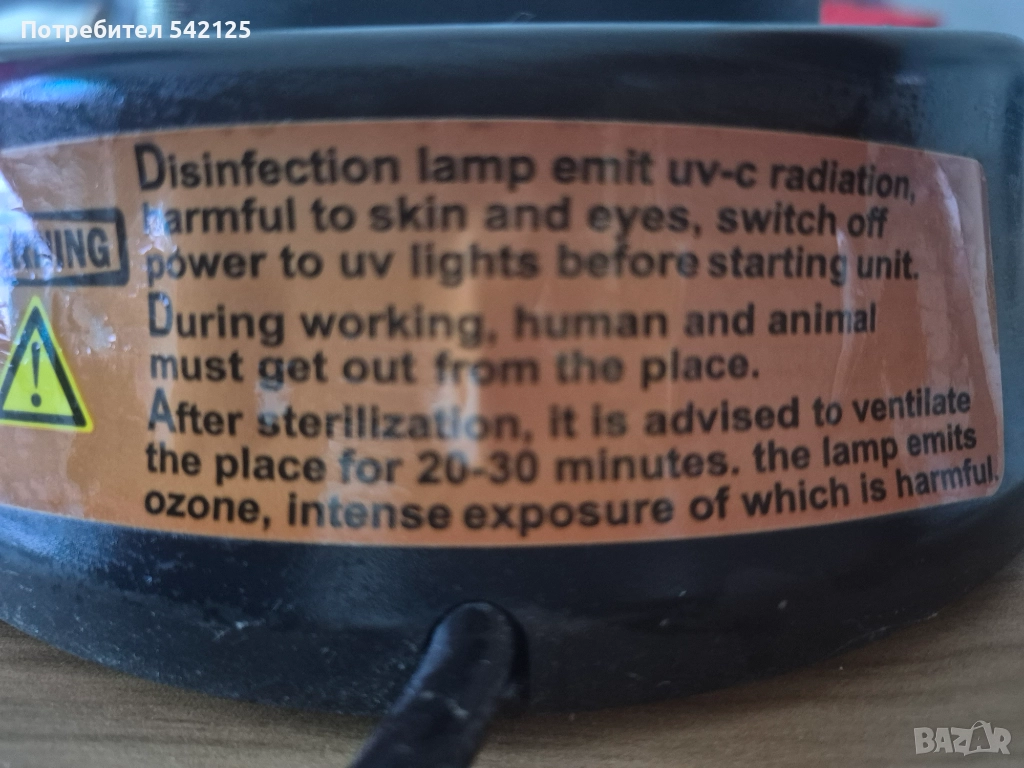 Потребител 542125
Disinfection lamp emit uv-c radiation,
harmful to skin and eyes, switch off
power to uv lights before starting unit.
During working, human and animal
must get out from the place.
After sterilization, it is advised to ventilate
the place for 20-30 minutes. the lamp emits
ozone, intense exposure of which is harmful.
BAZAR